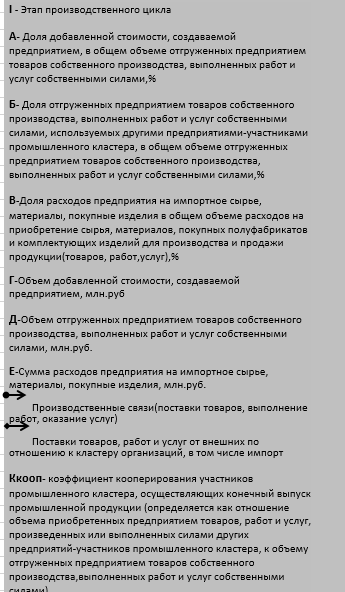 I - Этап производственного цикла
А- Доля добавленной стоимости, создаваемой
предприятием, в общем объеме отгруженных предприятием
товаров собственного производства, выполненных работ и
услуг собственными силами,%
Б- Доля отгруженных предприятием товаров собственного
производства, выполненных работ и услуг собственными
силами, используемых другими предприятиями-участниками
промышленного кластера, в общем объеме отгруженных
предприятием товаров собственного производства,
выполненных работ и услуг собственными силами,%
В-Доля расходов предприятия на импортное сырье,
материалы, покупные изделия в общем объеме расходов на
приобретение сырья, материалов, покупных полуфабрикатов
и комплектующих изделий для производства и продажи
продукции(товаров, работ,услуг),%
Г-Объем добавленной стоимости, создаваемой
предприятием, млн.руб
Д-Объем отгруженных предприятием товаров собственного
производства, выполненных работ и услуг собственными
силами, млн.руб.
Е-Сумма расходов предприятия на импортное сырье,
материалы, покупные изделия, млн.руб.
Производственные связи(поставки товаров, выполнение
работ, оказание услуг)
Поставки товаров, работ и услуг от внешних по
отношению к кластеру организаций, в том числе импорт
Ккооп- коэффициент кооперирования участников
промышленного кластера, осуществляющих конечный выпуск
промышленной продукции (определяется как отношение
объема приобретенных предприятием товаров, работ и услуг,
произведенных или выполненных силами других
предприятий-участников промышленного кластера, к объему
отгруженных предприятием товаров собственного
производства,выполненных работ и услуг собственными
силами)